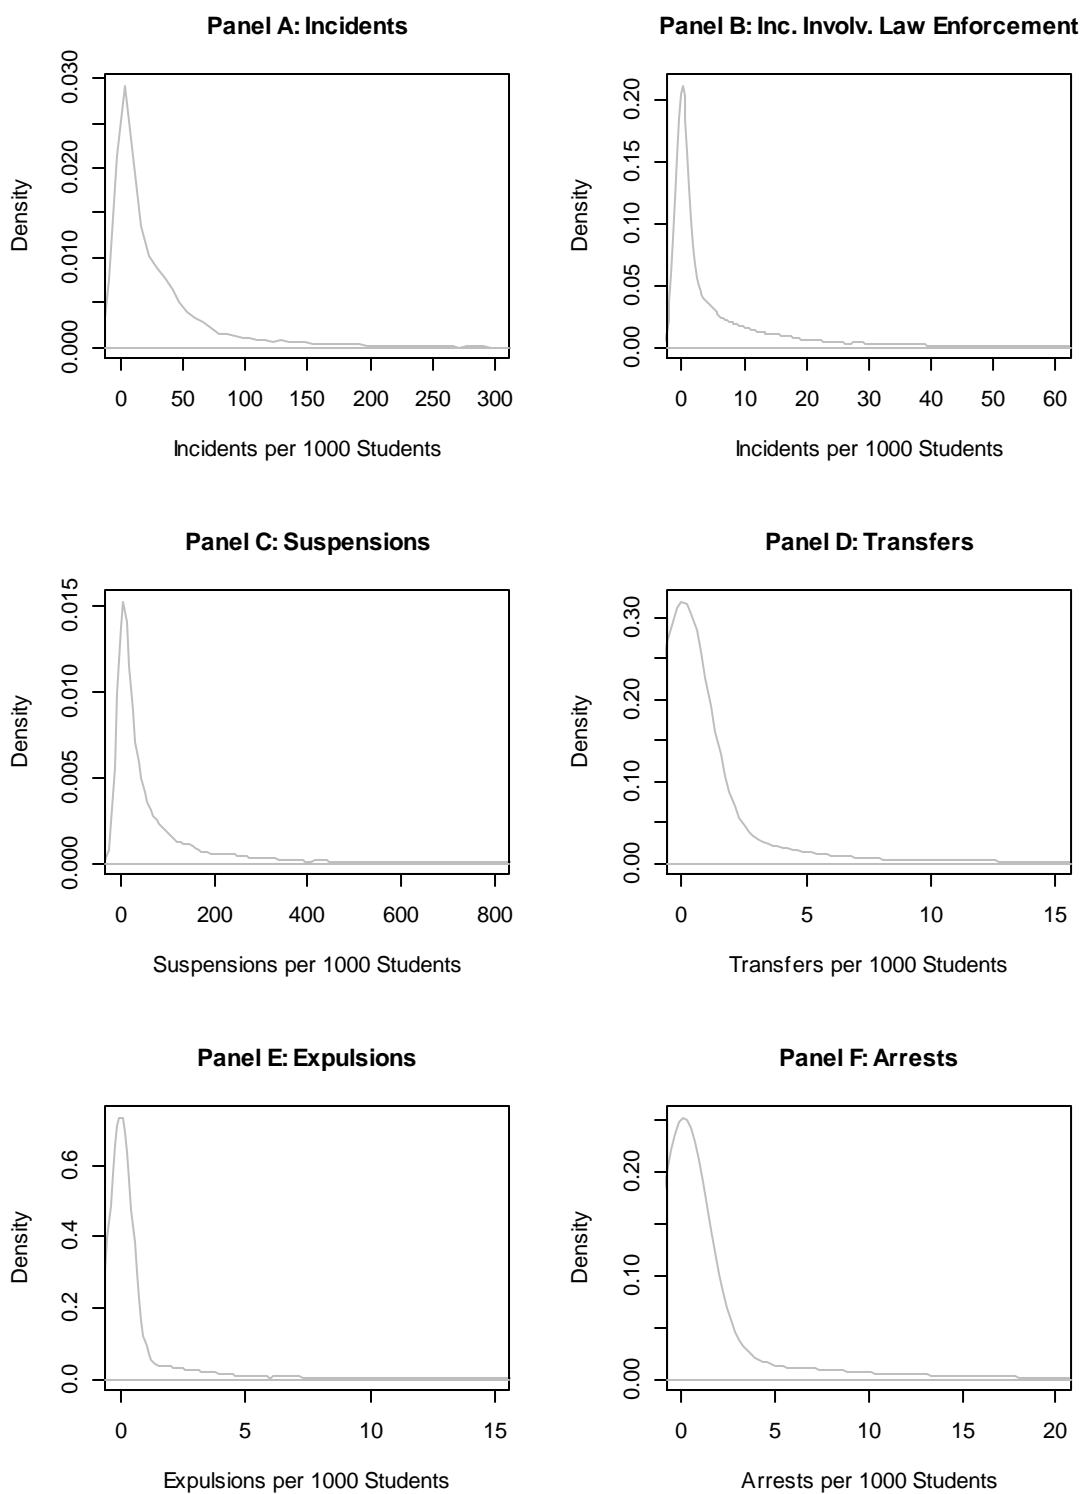 Panel A: Incidents
Density
0.000 0.010 0.020 0.030
0 50 100 150 200 250 300
Incidents per 1000 Students
Panel B: Inc. Involv. Law Enforcement
Density
0.00 0.05 0.10 0.15 0.20
0 10 20 30 40 50 60
Incidents per 1000 Students
Panel C: Suspensions
Density
0.000 0.005 0.010 0.015
0 200 400 600 800
Suspensions per 1000 Students
Panel D: Transfers
Density
0.00 0.10 0.20 0.30
0 5 10 15
Transfers per 1000 Students
Panel E: Expulsions
Density
0.0 0.2 0.4 0.6
0 5 10 15
Expulsions per 1000 Students
Panel F: Arrests
Density
0.00 0.10 0.20
0 5 10 15 20
Arrests per 1000 Students